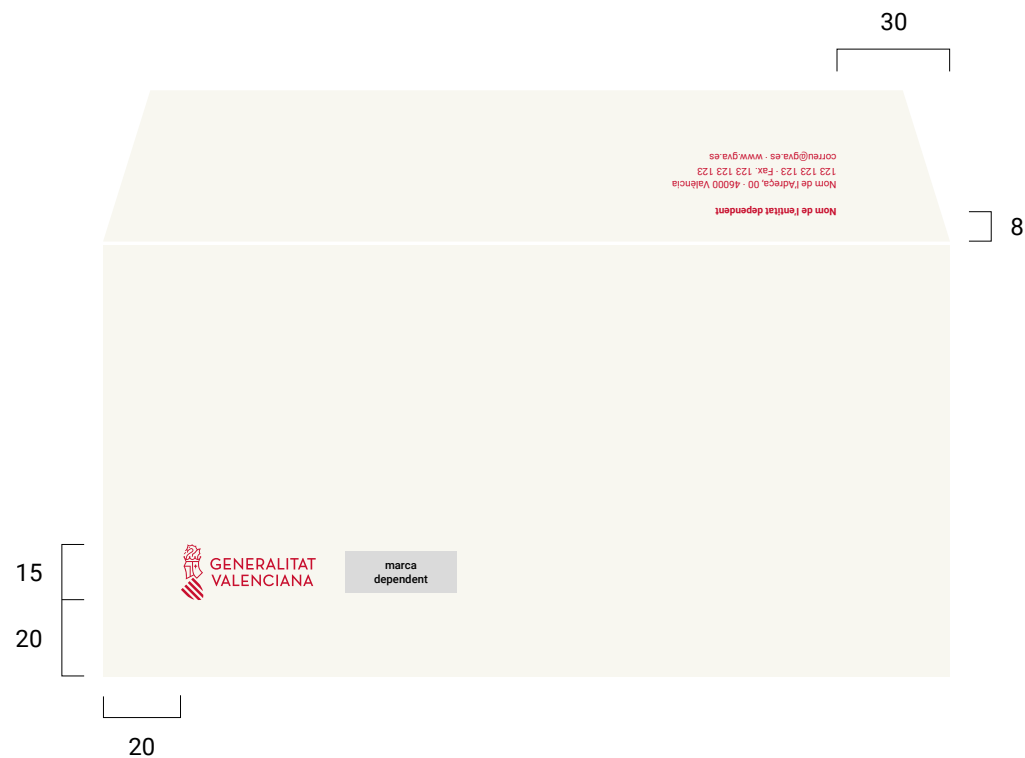 30
Nom de l'entitat dependent
Nom de l'Adreça, 00 · 46000 València
123 123 123 · Fax. 123 123 123
correu@gva.es · www.gva.es
8
GENERALITAT
VALENCIANA
marca
dependent
15
20
20